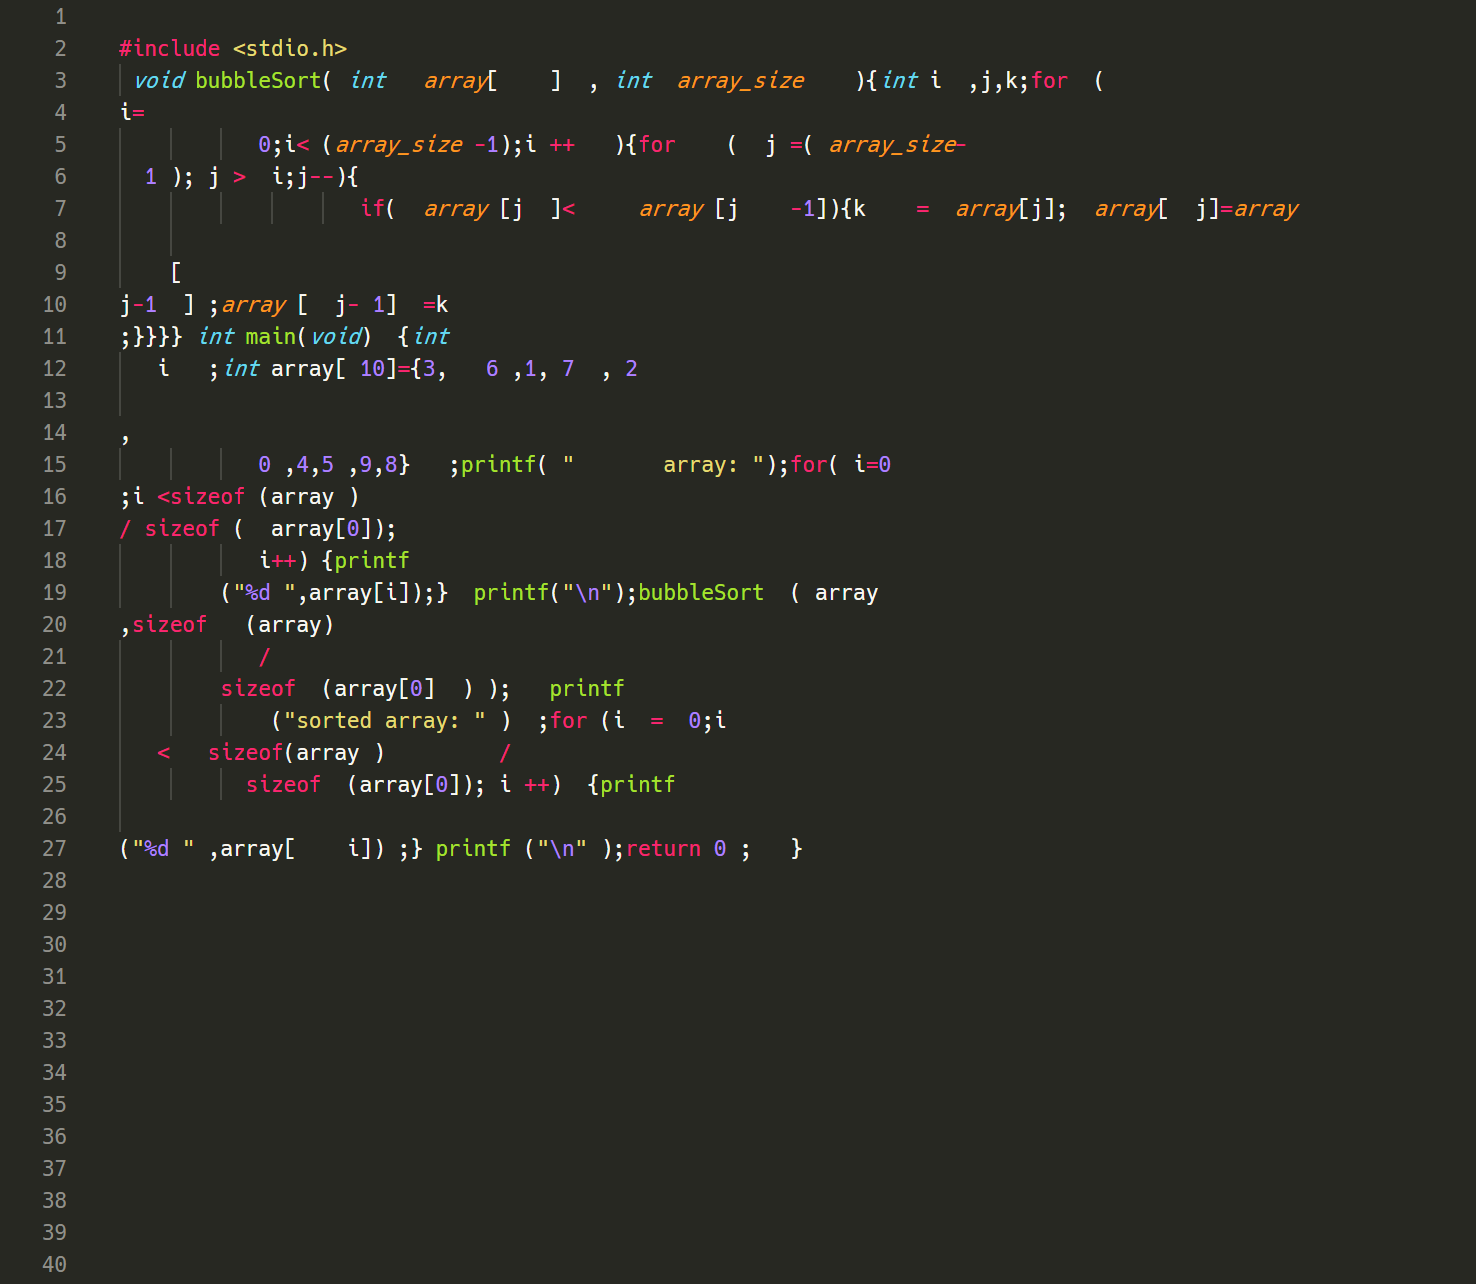 1
2 #include <stdio.h>
3 void bubbleSort( int   array[    ]  , int  array_size    ){int i  ,j,k;for  (
4 i=
5 0;i< (array_size -1);i ++   ){for    (  j =( array_size-
6 1 ); j >  i;j--){
7 if(  array [j  ]<     array [j    -1]){k    =  array[j];  array[  j]=array
8
9 [
10 j-1  ] ;array [  j- 1]  =k
11 ;}}}} int main(void)  {int
12 i   ;int array[ 10]={3,   6 ,1, 7  , 2
13
14 ,
15 0 ,4,5 ,9,8}   ;printf( "       array: ");for( i=0
16 ;i <sizeof (array )
17 / sizeof (  array[0]);
18 i++) {printf
19 ("%d ",array[i]);}  printf("\n");bubbleSort  ( array
20 ,sizeof   (array)
21 /
22 sizeof  (array[0]  ) );   printf
23 ("sorted array: " )  ;for (i  =  0;i
24 <   sizeof(array )         /
25 sizeof  (array[0]); i ++)  {printf
26
27 ("%d " ,array[    i]) ;} printf ("\n" );return 0 ;   }
28
29
30
31
32
33
34
35
36
37
38
39
40